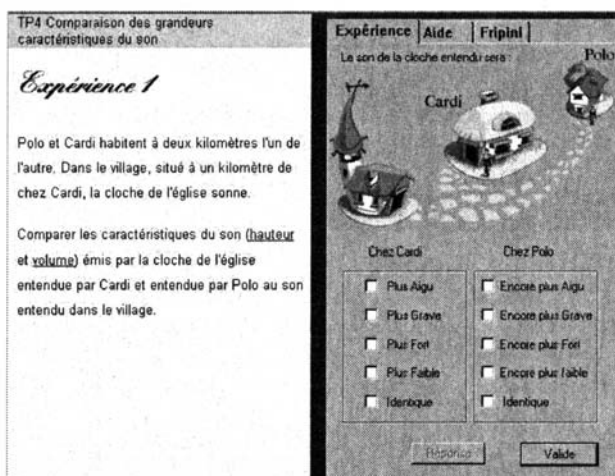 TP4 Comparaison des grandeurs
caractéristiques du son
Expérience 1
Polo et Cardi habitent à deux kilomètres l'un de
l'autre. Dans le village, situé à un kilomètre de
chez Cardi, la cloche de l'église sonne.
Comparer les caractéristiques du son (hauteur
et volume) émis par la cloche de l'église
entendue par Cardi et entendue par Polo au son
entendu dans le village.
Expérience
Aide
Fripini
Le son de la cloche entendu sera :
Polo
Cardi
Chez Cardi
Plus Aigu
Plus Grave
Plus Fort
Plus Faible
Identique
Chez Polo
Encore plus Aigu
Encore plus Grave
Encore plus Fort
Encore plus faible
Identique
Réponse
Valide